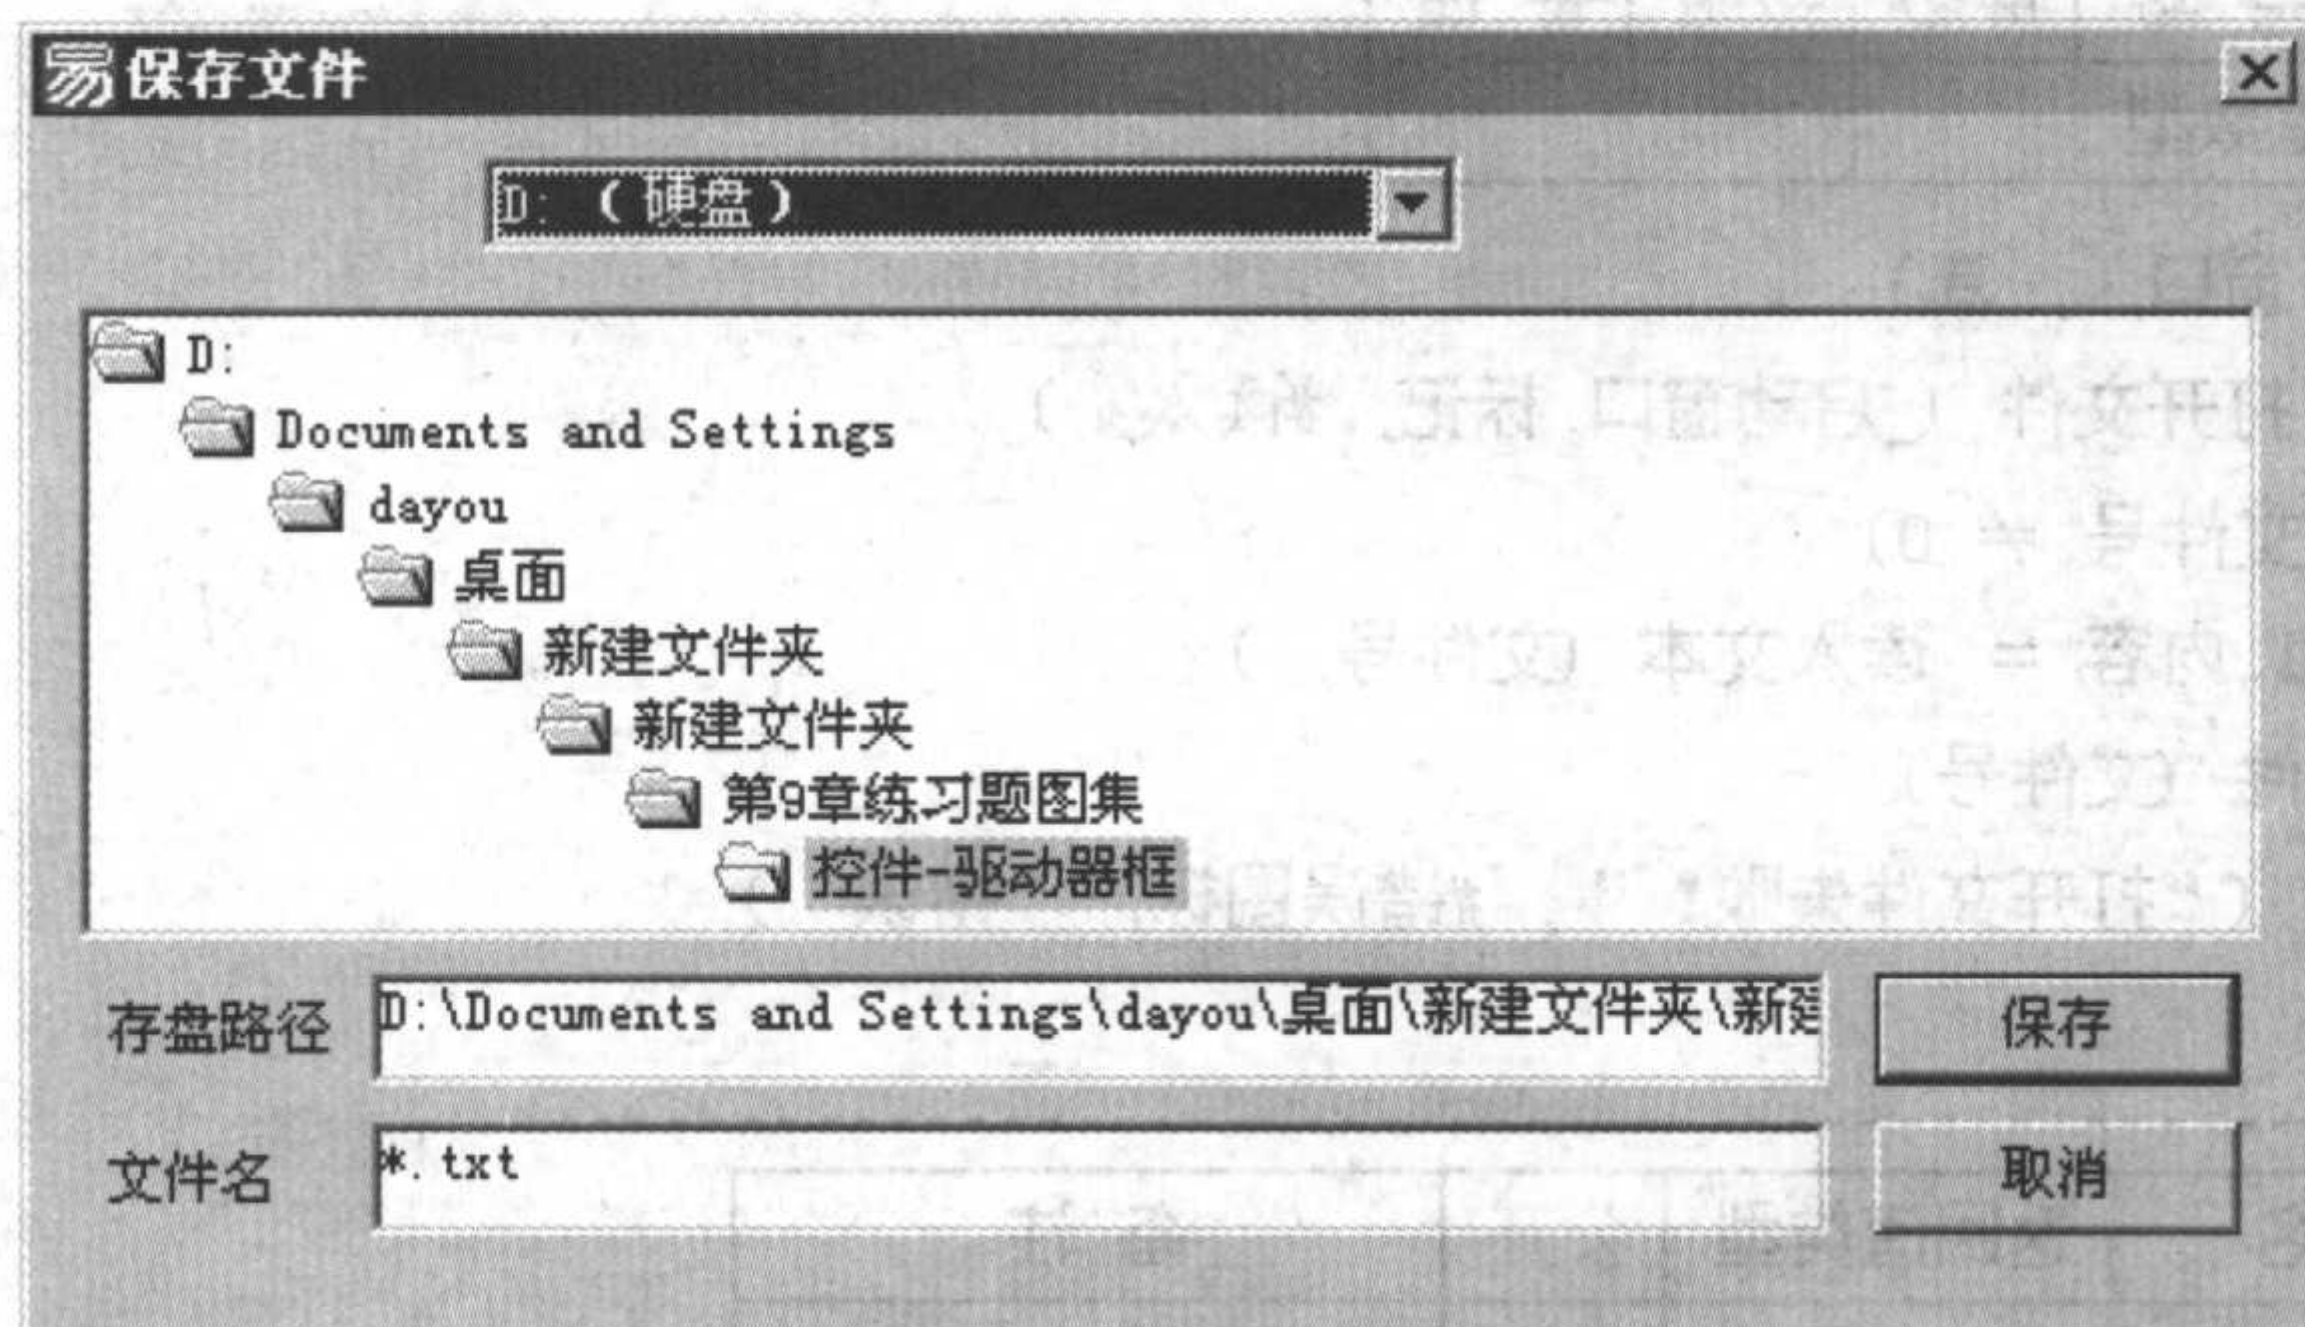 易保存文件
D:（硬盘）
D:
Documents and Settings
dayou
桌面
新建文件夹
新建文件夹
第9章练习题图集
控件-驱动器框
存盘路径 D:\Documents and Settings\dayou\桌面\新建文件夹\新建 保存
文件名 *.txt 取消